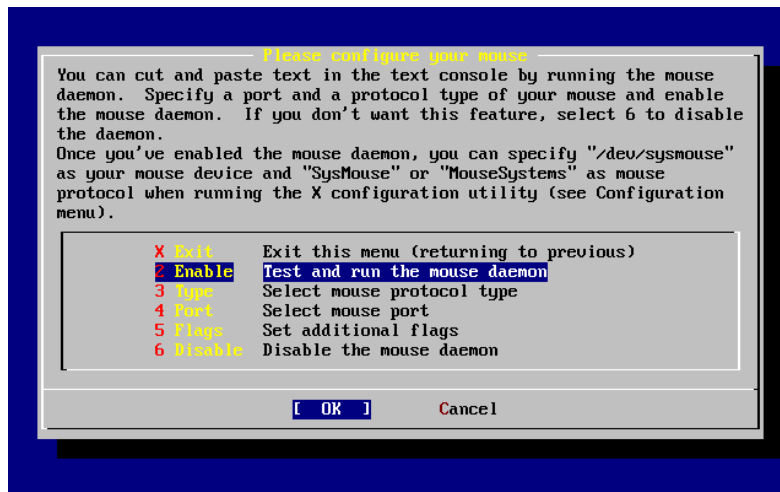 Please configure your mouse
You can cut and paste text in the text console by running the mouse
daemon.  Specify a port and a protocol type of your mouse and enable
the mouse daemon.  If you don't want this feature, select 6 to disable
the daemon.
Once you've enabled the mouse daemon, you can specify "/dev/sysmouse"
as your mouse device and "SysMouse" or "MouseSystems" as mouse
protocol when running the X configuration utility (see Configuration
menu).
X Exit     Exit this menu (returning to previous)
2 Enable   Test and run the mouse daemon
3 Type     Select mouse protocol type
4 Port     Select mouse port
5 Flags    Set additional flags
6 Disable  Disable the mouse daemon
[  OK  ]     Cancel